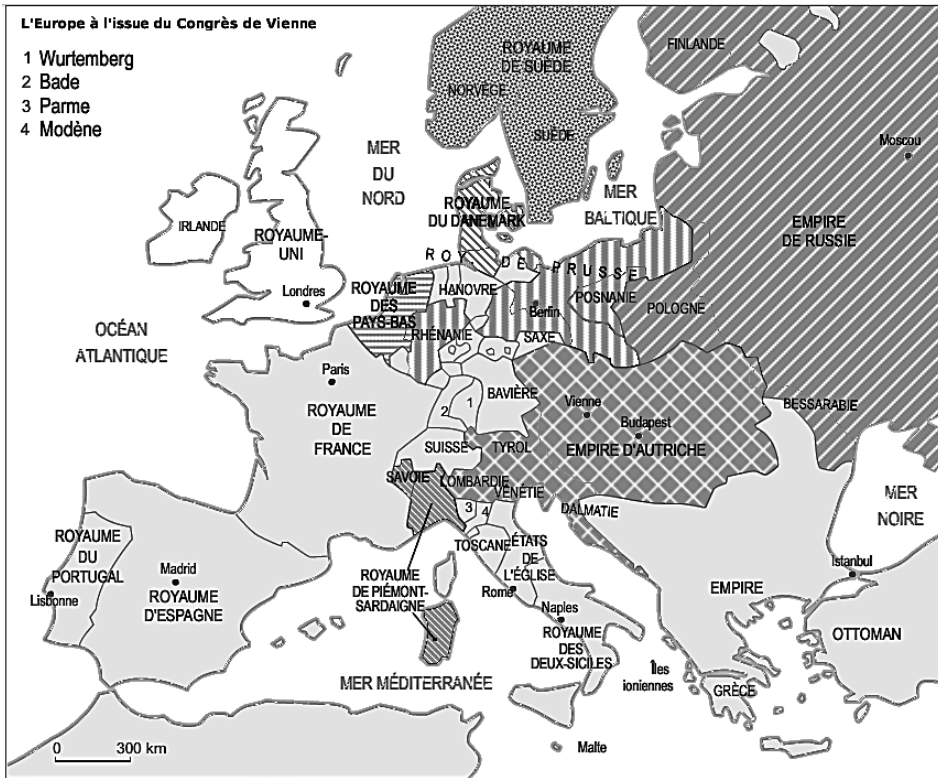 L'Europe à l'issue du Congrès de Vienne
1 Wurtemberg
2 Bade
3 Parme
4 Modène
ROYAUME
DE SUÈDE
FINLANDE
NORVÈGE
SUÈDE
Moscou
MER
DU
NORD
MER
BALTIQUE
IRLANDE
ROYAUME-
UNI
Londres
ROYAUME
DU DANEMARK
EMPIRE
DE RUSSIE
ROY. DE PRUSSE
HANOVRE
ROYAUME
DES
PAYS-BAS
Berlin
POSNANIE
POLOGNE
RHÉNANIE
SAXE
OCÉAN
ATLANTIQUE
Paris
ROYAUME
DE
FRANCE
BAVIÈRE
1
2
Vienne
Budapest
EMPIRE D'AUTRICHE
BESSARABIE
SUISSE
TYROL
SAVOIE
LOMBARDIE
VÉNÉTIE
DALMATIE
3
4
MER
NOIRE
TOSCANE
ÉTATS
DE
L'ÉGLISE
Rome
ROYAUME
DU
PORTUGAL
Lisbonne
Madrid
ROYAUME
D'ESPAGNE
ROYAUME
DE PIÉMONT-
SARDAIGNE
Naples
ROYAUME
DES
DEUX-SICILES
EMPIRE
OTTOMAN
Istanbul
Îles
ioniennes
GRÈCE
MER MÉDITERRANÉE
Malte
0 300 km